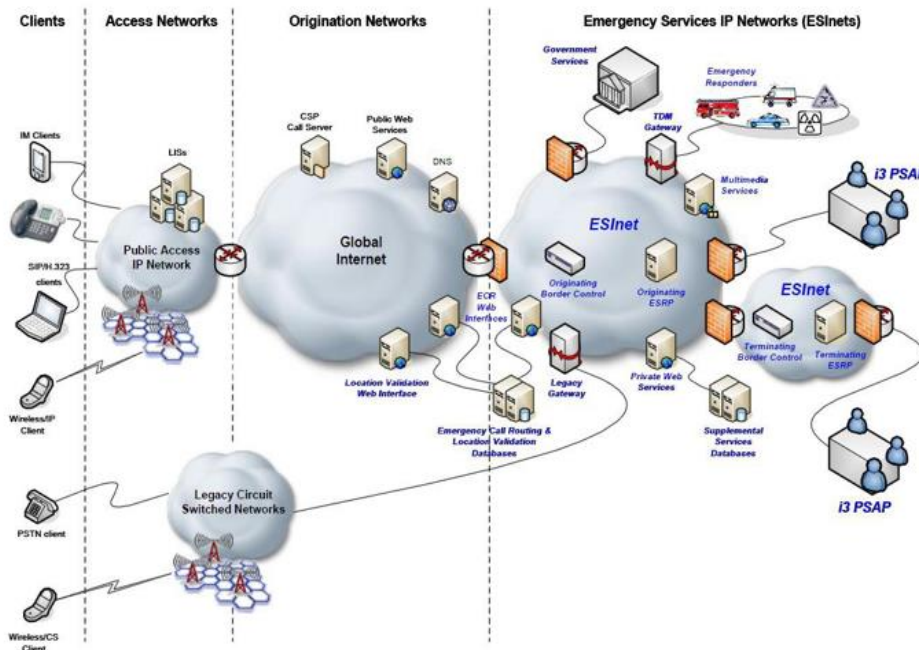 Clients
Access Networks
Origination Networks
Emergency Services IP Networks (ESInets)
Government
Services
Emergency
Responders
CSP
Call Server
Public Web
Services
TDM
Gateway
IM Clients
LISs
DNS
Multimedia
Services
i3 PSAP
ESInet
Public Access
IP Network
Global
Internet
SIP/H.323
clients
Originating
Border Control
Originating
ESRP
ESInet
ECR
Web
Interfaces
Terminating
Border Control
Terminating
ESRP
Location Validation
Web Interface
Legacy
Gateway
Private Web
Services
Wireless/IP
Client
Emergency Call Routing &
Location Validation
Databases
Supplemental
Services
Databases
i3 PSAP
Legacy Circuit
Switched Networks
PSTN client
Wireless/CS
Client